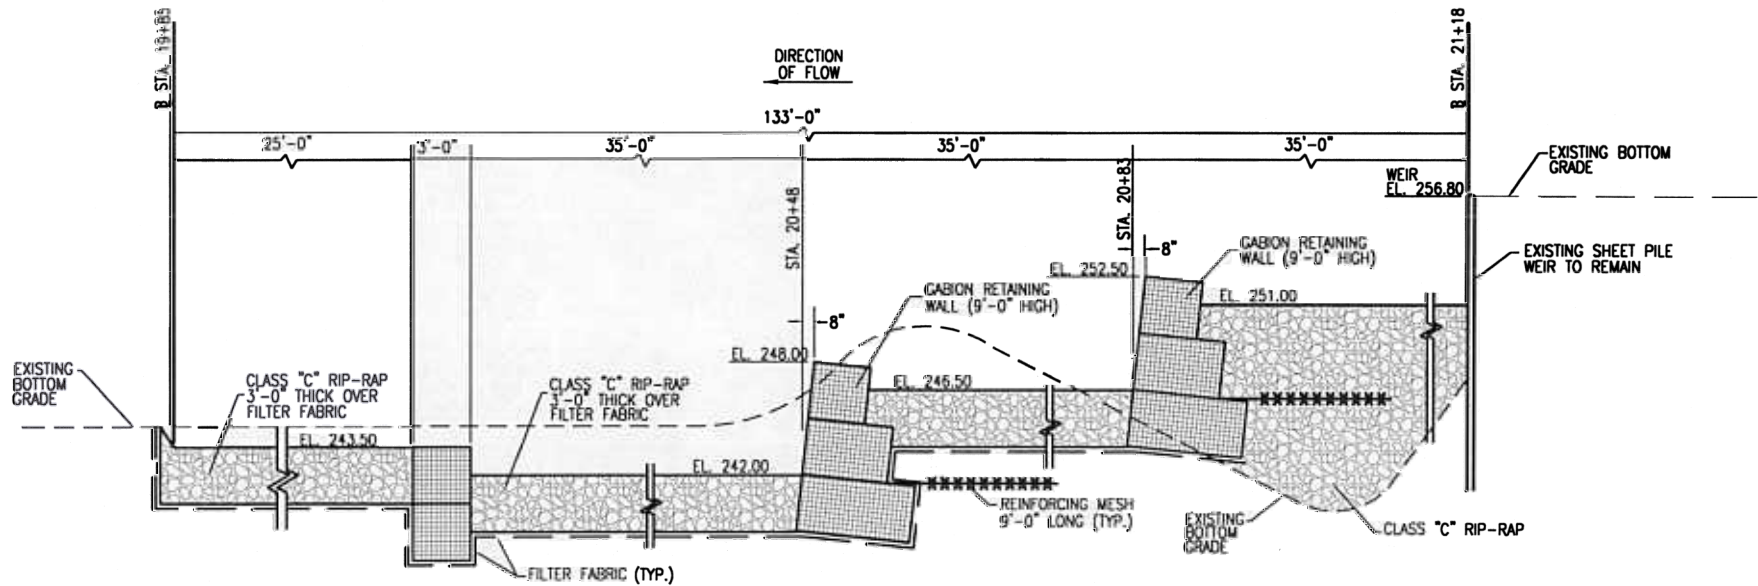 B STA. 19+85
DIRECTION
OF FLOW
B STA. 21+18
133'-0"
25'-0"
3'-0"
35'-0"
35'-0"
35'-0"
STA. 20+48
STA. 20+83
WEIR
EL. 256.80
EXISTING BOTTOM
GRADE
8"
GABION RETAINING
WALL (9'-0" HIGH)
EXISTING SHEET PILE
WEIR TO REMAIN
EL. 252.50
EL. 251.00
GABION RETAINING
WALL (9'-0" HIGH)
8"
EL. 248.00
EXISTING
BOTTOM
GRADE
CLASS "C" RIP-RAP
3'-0" THICK OVER
FILTER FABRIC
CLASS "C" RIP-RAP
3'-0" THICK OVER
FILTER FABRIC
EL. 246.50
EL. 243.50
EL. 242.00
REINFORCING MESH
9'-0" LONG (TYP.)
EXISTING
BOTTOM
GRADE
CLASS "C" RIP-RAP
FILTER FABRIC (TYP.)